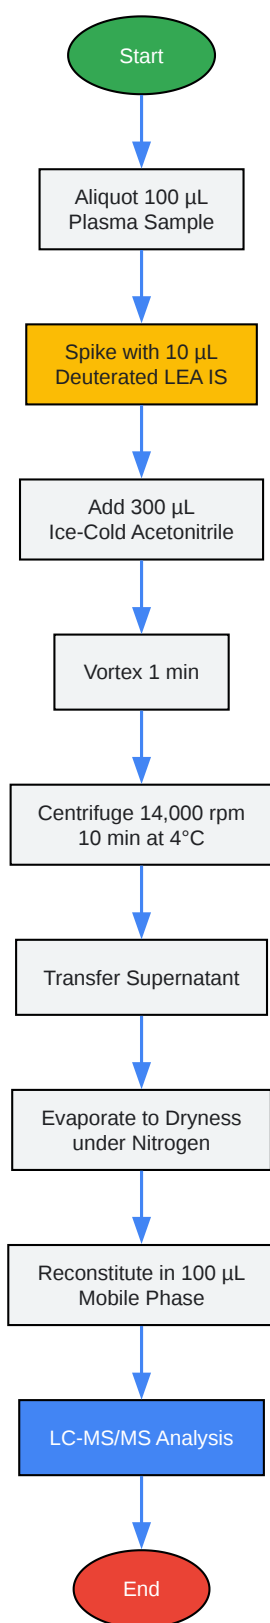 Start
Aliquot 100 µL
Plasma Sample
Spike with 10 µL
Deuterated LEA IS
Add 300 µL
Ice-Cold Acetonitrile
Vortex 1 min
Centrifuge 14,000 rpm
10 min at 4°C
Transfer Supernatant
Evaporate to Dryness
under Nitrogen
Reconstitute in 100 µL
Mobile Phase
LC-MS/MS Analysis
End